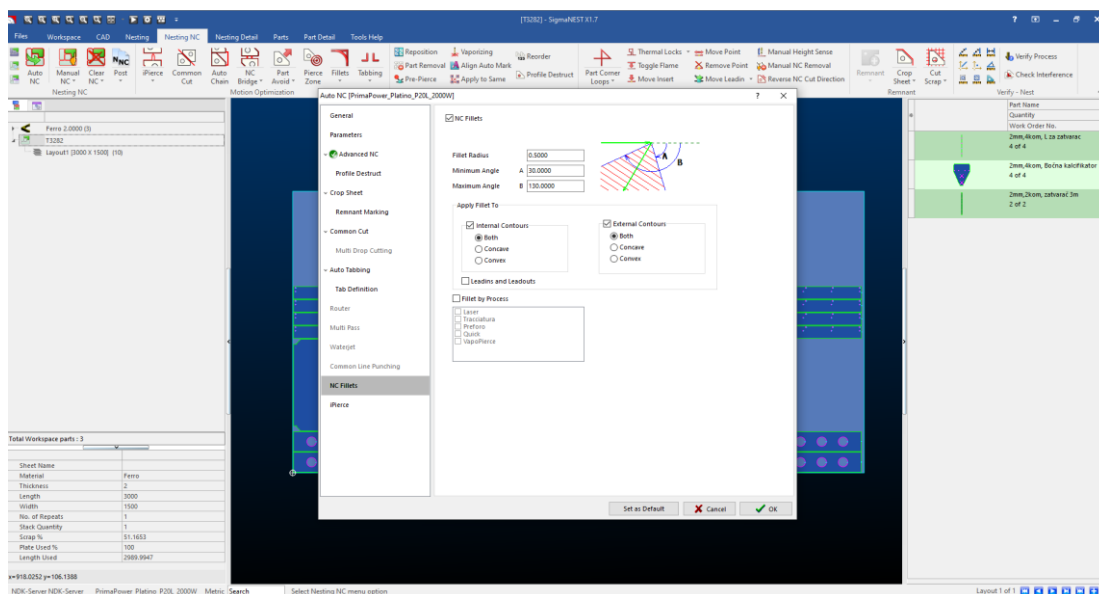 [T3282] - SigmaNEST X1.7
Files Workspace CAD Nesting Nesting NC Nesting Detail Parts Part Detail Tools Help
Auto NC
Manual NC
Clear NC
Post
iPierce
Common Cut
Auto Chain
NC Bridge
Part Avoid
Pierce Zone
Fillets
Tabbing
Reposition
Part Removal
Pre-Pierce
Vaporizing
Align Auto Mark
Apply to Same
Reorder
Profile Destruct
Part Corner Loops
Thermal Locks
Toggle Flame
Move Insert
Move Point
Remove Point
Move Leadin
Manual Height Sense
Manual NC Removal
Reverse NC Cut Direction
Remnant
Crop Sheet
Cut Scrap
Verify Process
Check Interference
Nesting NC
Motion Optimization
Remnant
Verify - Nest
Ferro 2.0000 (3)
T3282
Layout1 [3000 X 1500] (10)
Total Workspace parts : 3
Sheet Name
Material Ferro
Thickness 2
Length 3000
Width 1500
No. of Repeats 1
Stack Quantity 1
Scrap % 51.1653
Plate Used % 100
Length Used 2989.9947
x=918.0252 y=106.1388
Auto NC [PrimaPower_Platino_P20L_2000W] ?
General
Parameters
Advanced NC
Profile Destruct
Crop Sheet
Remnant Marking
Common Cut
Multi Drop Cutting
Auto Tabbing
Tab Definition
Router
Multi Pass
Waterjet
Common Line Punching
NC Fillets
iPierce
NC Fillets
Fillet Radius 0.5000
Minimum Angle A 30.0000
Maximum Angle B 130.0000
A
B
Apply Fillet To
Internal Contours
Both
Concave
Convex
External Contours
Both
Concave
Convex
Leadins and Leadouts
Fillet by Process
Laser
Tracciatura
Preforo
Quick
VapoPierce
Set as Default Cancel OK
Part Name
Quantity
Work Order No.
2mm,4kom, L za zatvarac
4 of 4
2mm,4kom, Bočna kalcifikator
4 of 4
2mm,2kom, zatvarač 3m
2 of 2
NDK-Server NDK-Server PrimaPower_Platino_P20L_2000W Metric Search Select Nesting NC menu option Layout 1 of 1